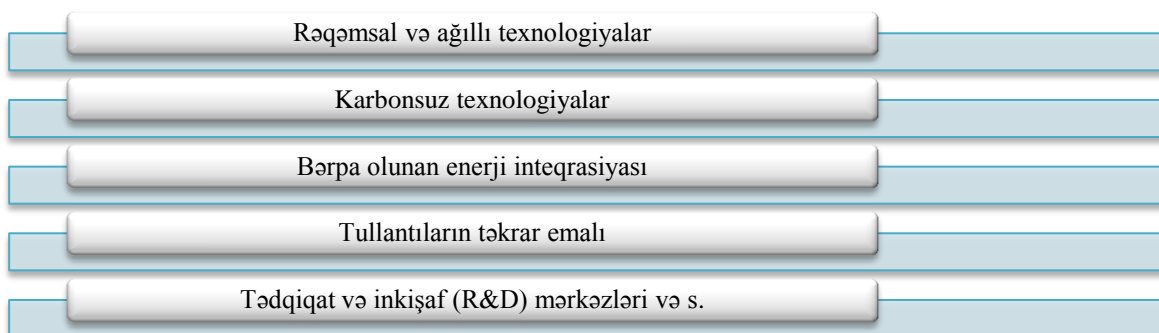 Rəqəmsal və ağıllı texnologiyalar
Karbonsuz texnologiyalar
Bərpa olunan enerji inteqrasiyası
Tullantıların təkrar emalı
Tədqiqat və inkişaf (R&D) mərkəzləri və s.